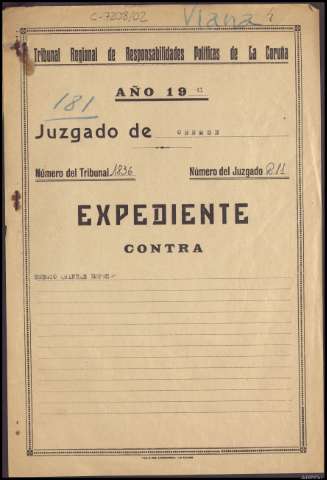 C-7208/02
Viana
Tribunal Regional de Responsabilidades Políticas de La Coruña
181
AÑO 19
Juzgado de ORENSE
Número del Tribunal 1836 Número del Juzgado 211
EXPEDIENTE
CONTRA